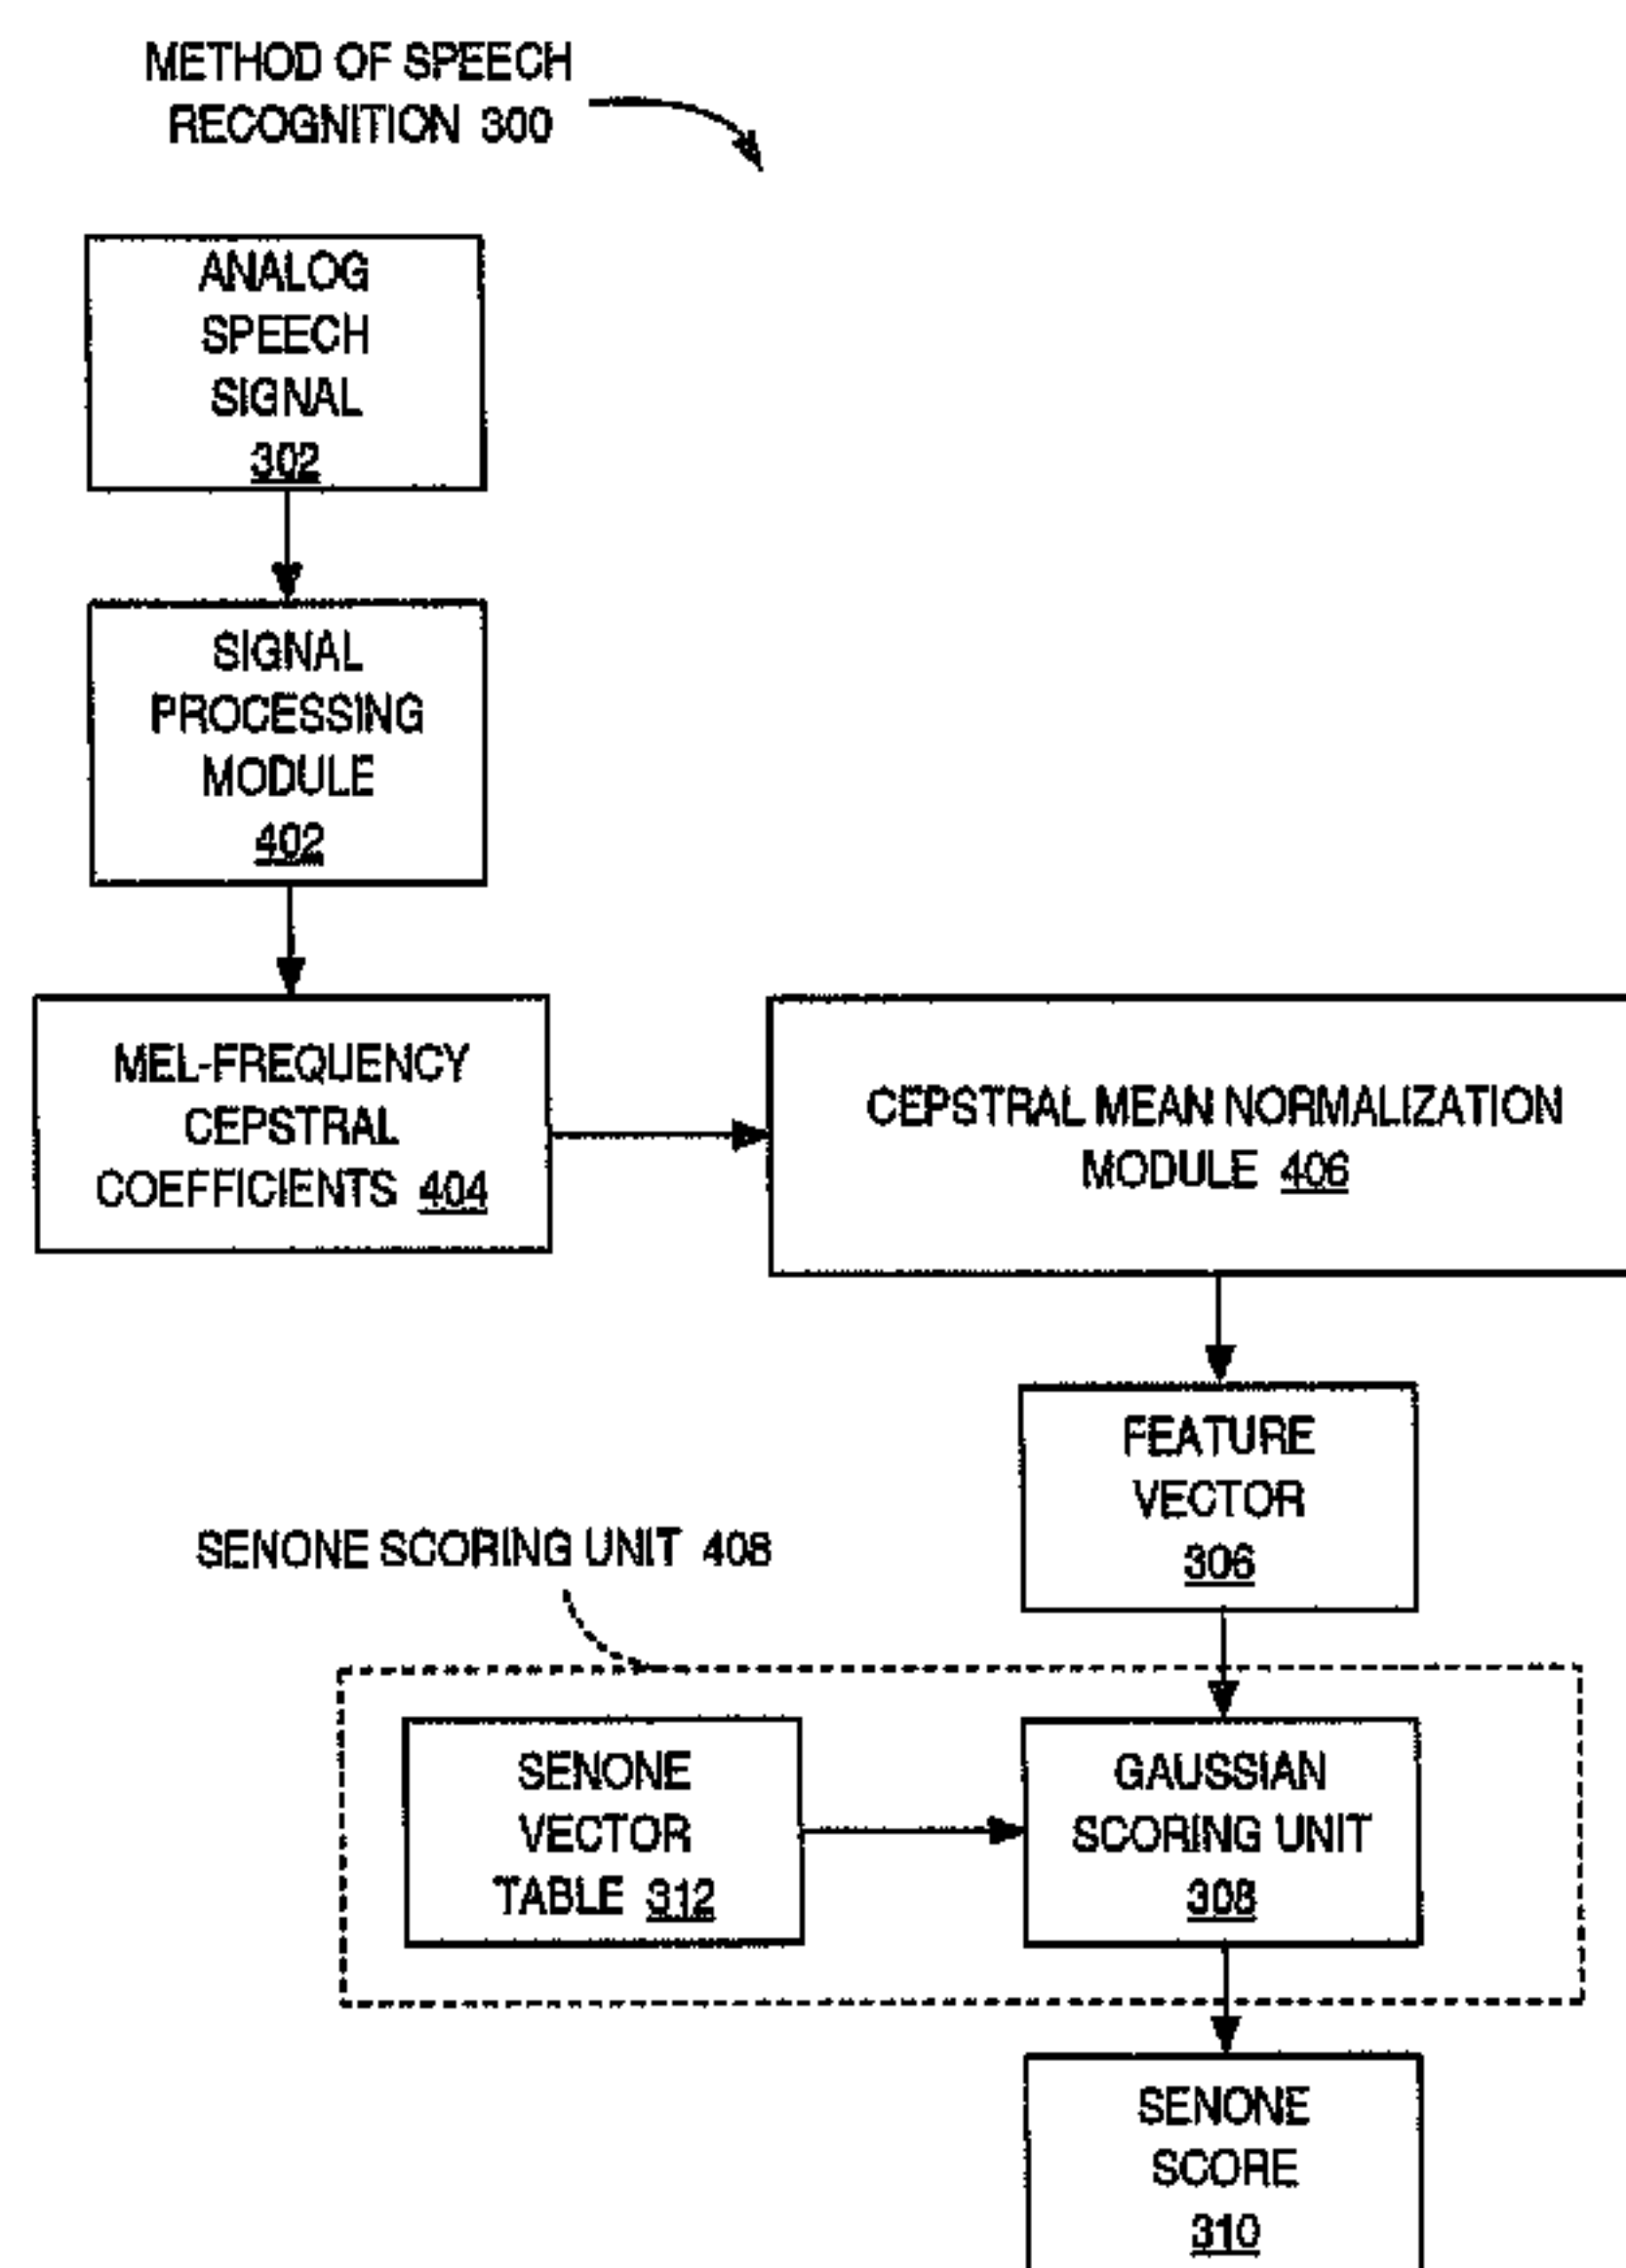 METHOD OF SPEECH
RECOGNITION 300
ANALOG
SPEECH
SIGNAL
302
SIGNAL
PROCESSING
MODULE
402
MEL-FREQUENCY
CEPSTRAL
COEFFICIENTS 404
CEPSTRAL MEAN NORMALIZATION
MODULE 406
FEATURE
VECTOR
306
SENONE SCORING UNIT 408
SENONE
VECTOR
TABLE 312
GAUSSIAN
SCORING UNIT
308
SENONE
SCORE
310